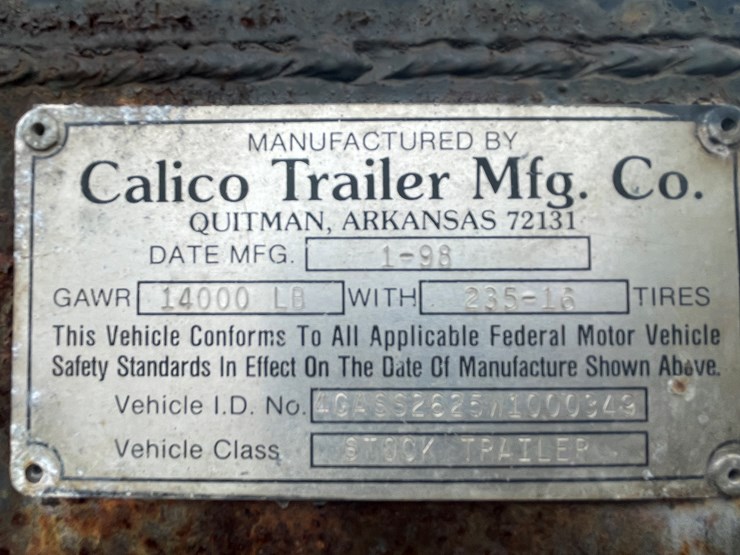 MANUFACTURED BY
Calico Trailer Mfg. Co.
QUITMAN, ARKANSAS 72131
DATE MFG. 1-98
GAWR 14000 LB WITH 235-16 TIRES
This Vehicle Conforms To All Applicable Federal Motor Vehicle
Safety Standards In Effect On The Date Of Manufacture Shown Above.
Vehicle I.D. No.
Vehicle Class STOCK TRAILER